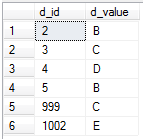 d_id d_value
1 2 B
2 3 C
3 4 D
4 5 B
5 999 C
6 1002 E